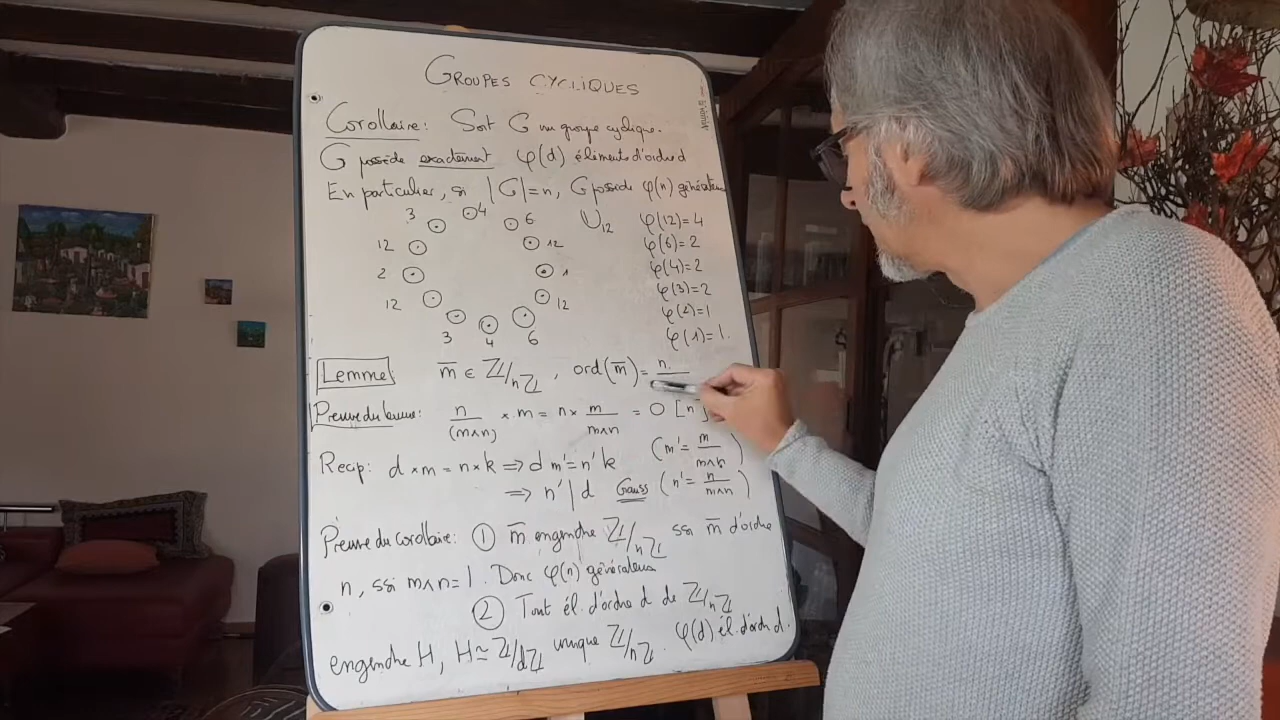 GROUPES CYCLIQUES
Corollaire: Soit G un groupe cyclique.
G possède exactement φ(d) éléments d'ordre d
En particulier, si |G|=n, G possède φ(n) générateurs
3 4 6 U₁₂ φ(12)=4
12 12 φ(6)=2
2 1 φ(4)=2
12 12 φ(3)=2
3 4 6 φ(2)=1
φ(1)=1.
Lemme m̅ ∈ ℤ/nℤ, ord(m̅)= n
Preuve du lemme: n/(m∧n) × m = n × m/m∧n = 0 [n]
Recip: d×m = n×k ⟹ d m' = n' k (m' = m/m∧n)
⟹ n' | d Gauss (n' = n/m∧n)
Preuve du corollaire: ① m̅ engendre ℤ/nℤ ssi m̅ d'ordre
n, ssi m∧n=1. Donc φ(n) générateurs
② Tout él. d'ordre d de ℤ/nℤ
engendre H, H≃ℤ/dℤ unique ℤ/nℤ. φ(d) él. d'ordre d.